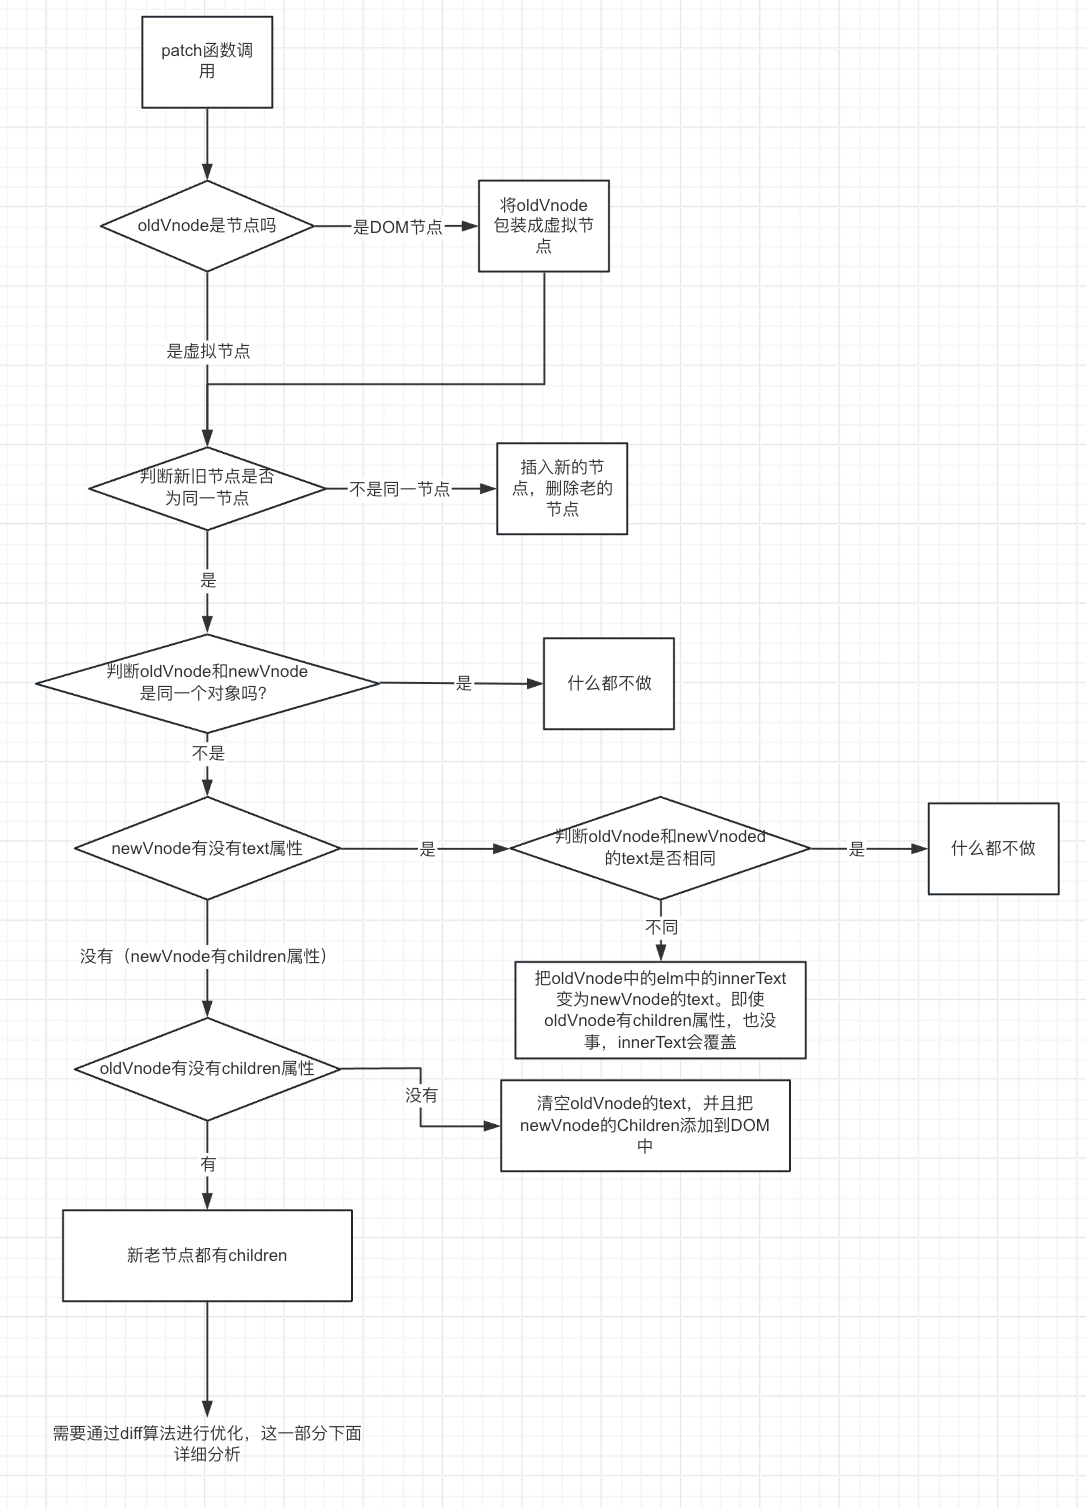 patch函数调
用
oldVnode是节点吗
是DOM节点
将oldVnode
包装成虚拟节
点
是虚拟节点
判断新旧节点是否
为同一节点
不是同一节点
插入新的节
点，删除老的
节点
是
判断oldVnode和newVnode
是同一个对象吗?
是
什么都不做
不是
newVnode有没有text属性
是
判断oldVnode和newVnoded
的text是否相同
是
什么都不做
不同
没有（newVnode有children属性）
把oldVnode中的elm中的innerText
变为newVnode的text。即使
oldVnode有children属性，也没
事，innerText会覆盖
oldVnode有没有children属性
没有
清空oldVnode的text，并且把
newVnode的Children添加到DOM
中
有
新老节点都有children
需要通过diff算法进行优化，这一部分下面
详细分析